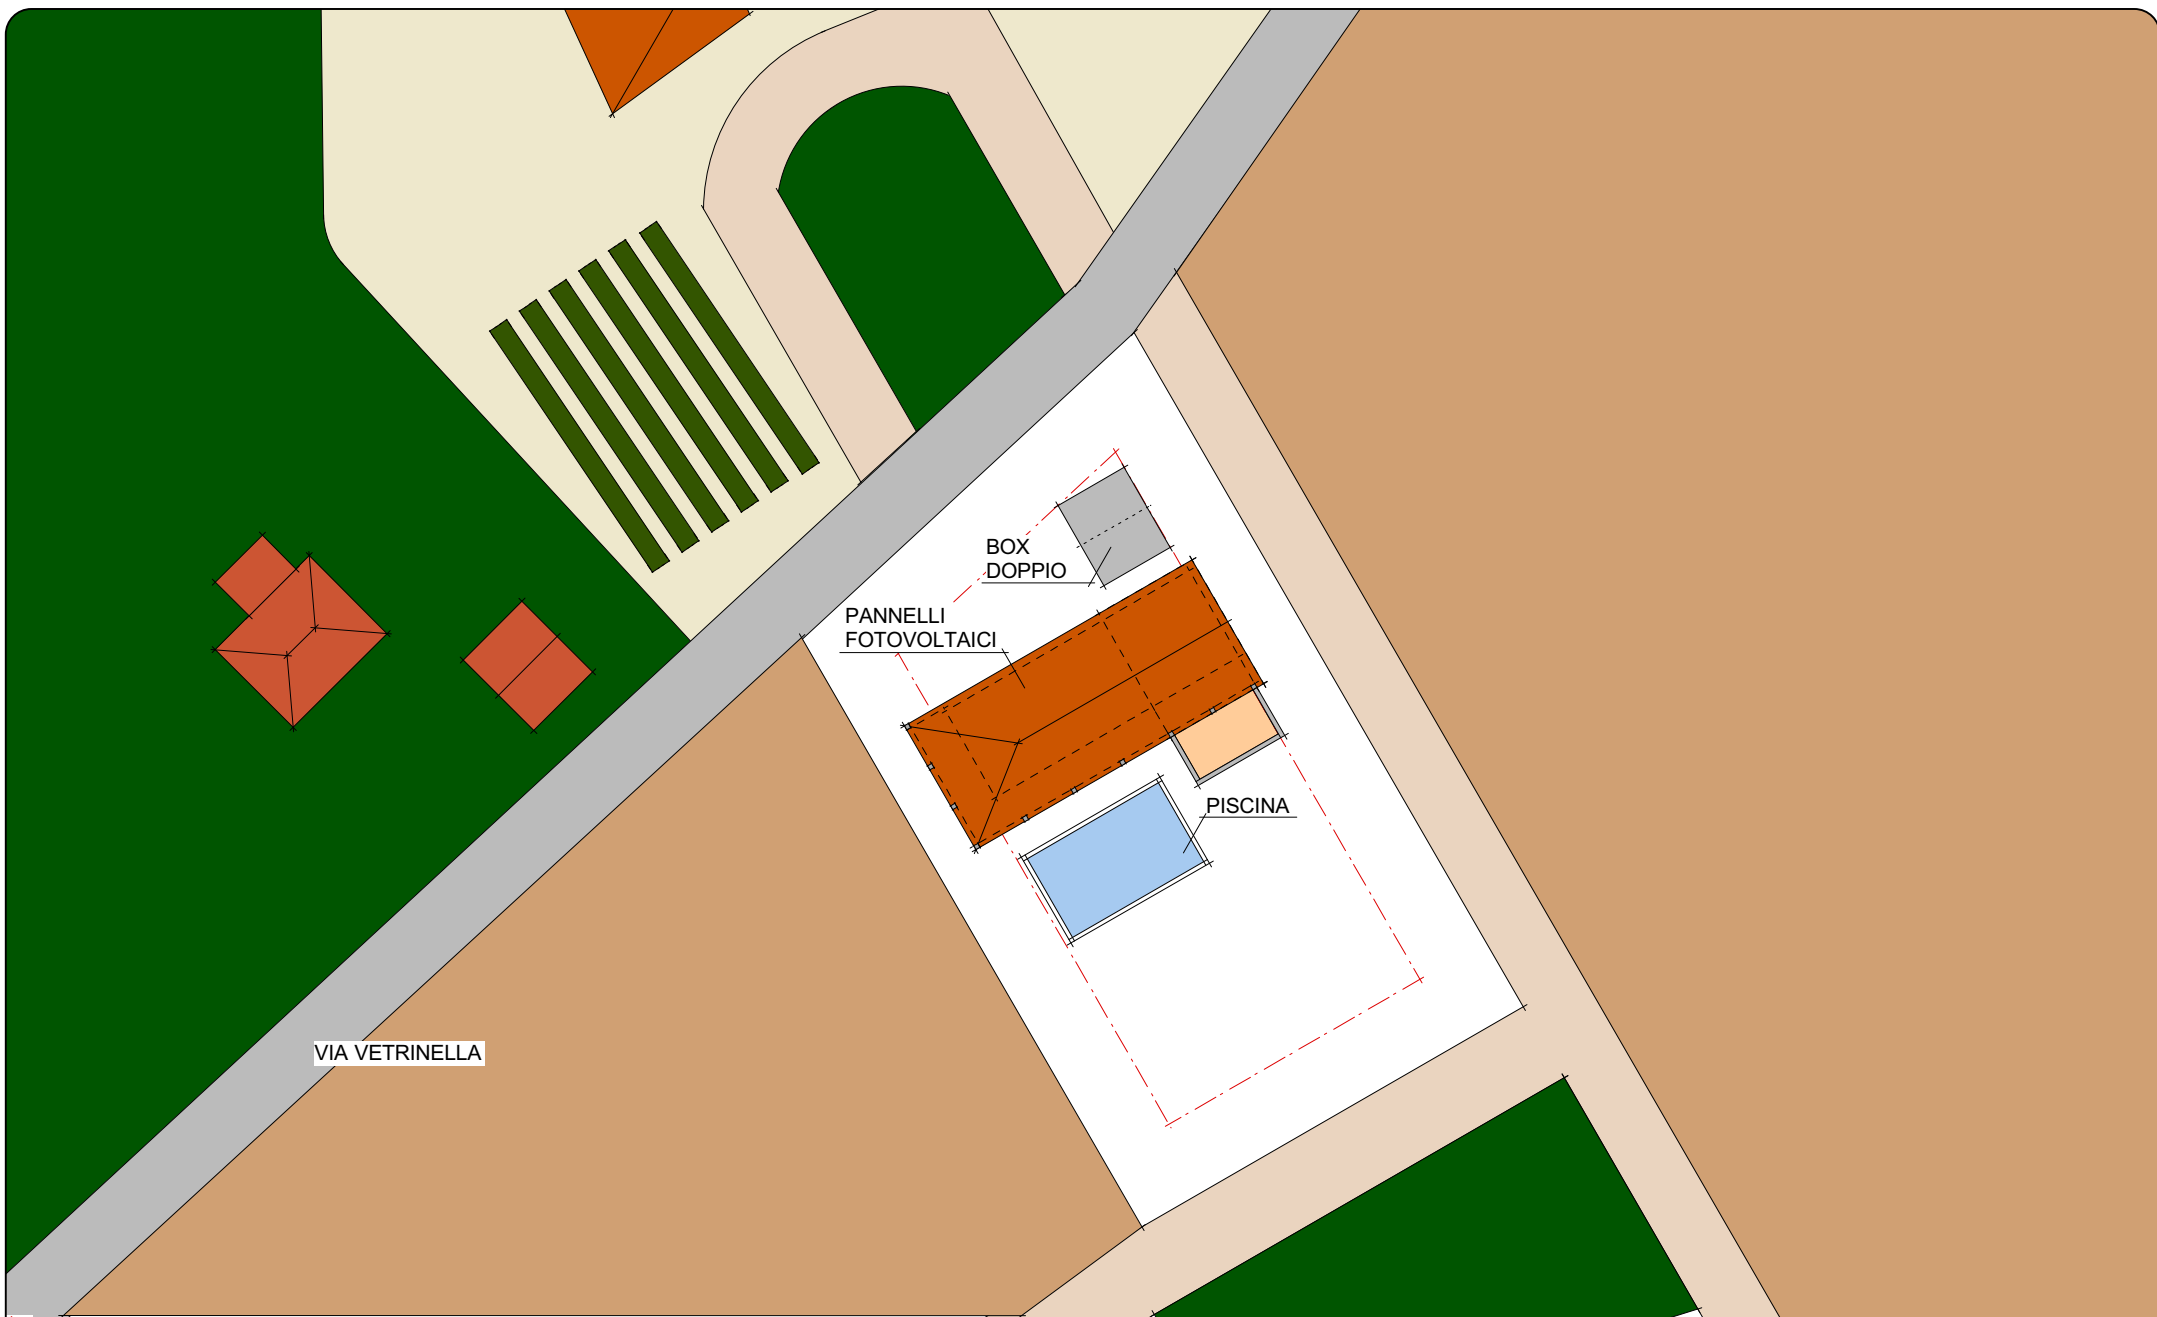 BOX
DOPPIO
PANNELLI
FOTOVOLTAICI
PISCINA
VIA VETRINELLA